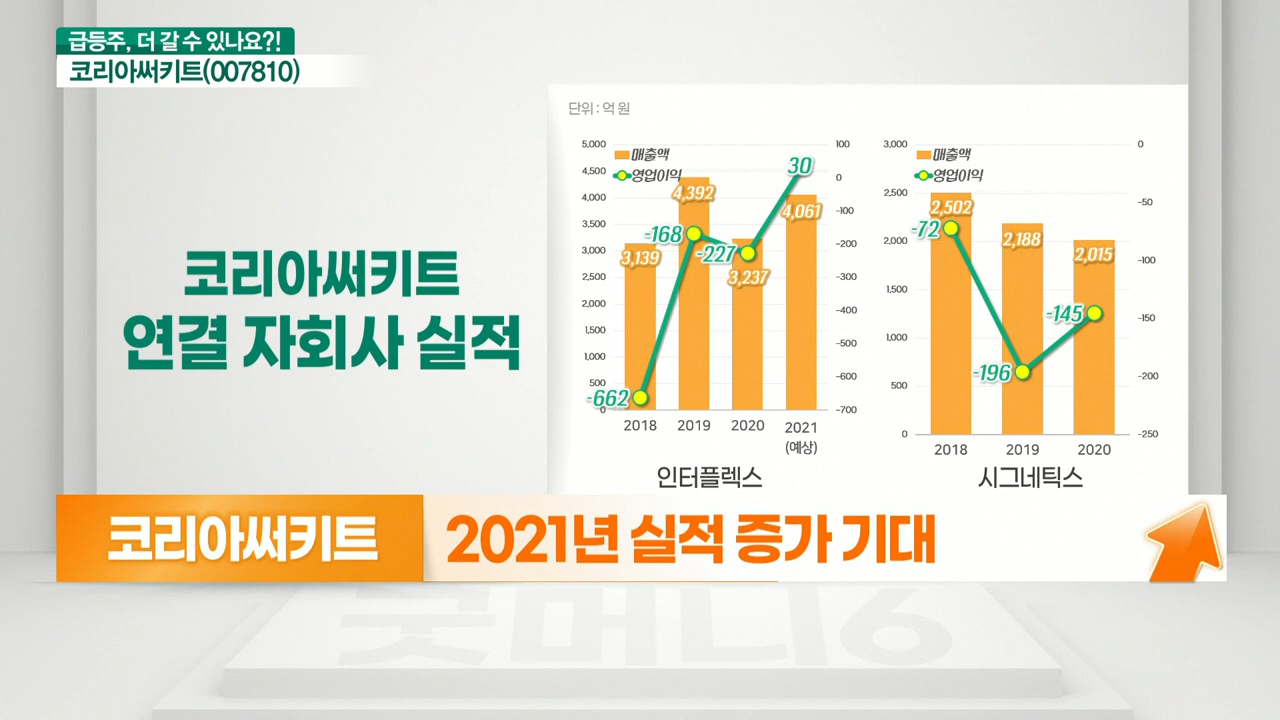 급등주, 더 갈 수 있나요?!
코리아써키트(007810)
코리아써키트
연결 자회사 실적
단위 : 억 원
5,000
4,500
4,000
3,500
3,000
2,500
2,000
1,500
1,000
500
0
매출액
영업이익
100
0
-100
-200
-300
-400
-500
-600
-700
3,139
4,392
3,237
4,061
-662
-168
-227
30
2018 2019 2020 2021
(예상)
인터플렉스
3,000
2,500
2,000
1,500
1,000
500
0
매출액
영업이익
0
-50
-100
-150
-200
-250
2,502
2,188
2,015
-72
-196
-145
2018 2019 2020
시그네틱스
코리아써키트
2021년 실적 증가 기대
굿머니6